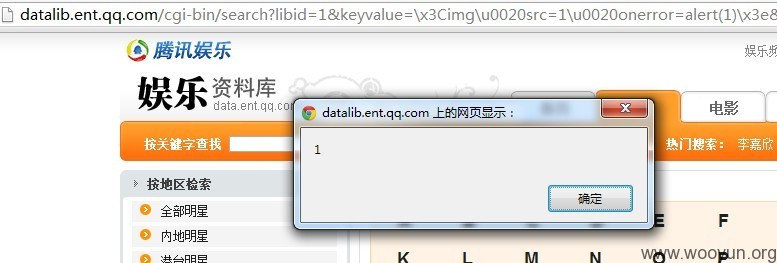 datalib.ent.qq.com/cgi-bin/search?libid=1&keyvalue=\x3Cimg\u0020src=1\u0020onerror=alert(1)\x3e&
腾讯娱乐
娱乐频
娱乐资料库
data.ent.qq.com
电影
datalib.ent.qq.com 上的网页显示：
1
确定
按关键字查找
热门搜索： 李嘉欣
按地区检索
全部明星
内地明星
港台明星
E F
K L M N O P
www.wooyun.org